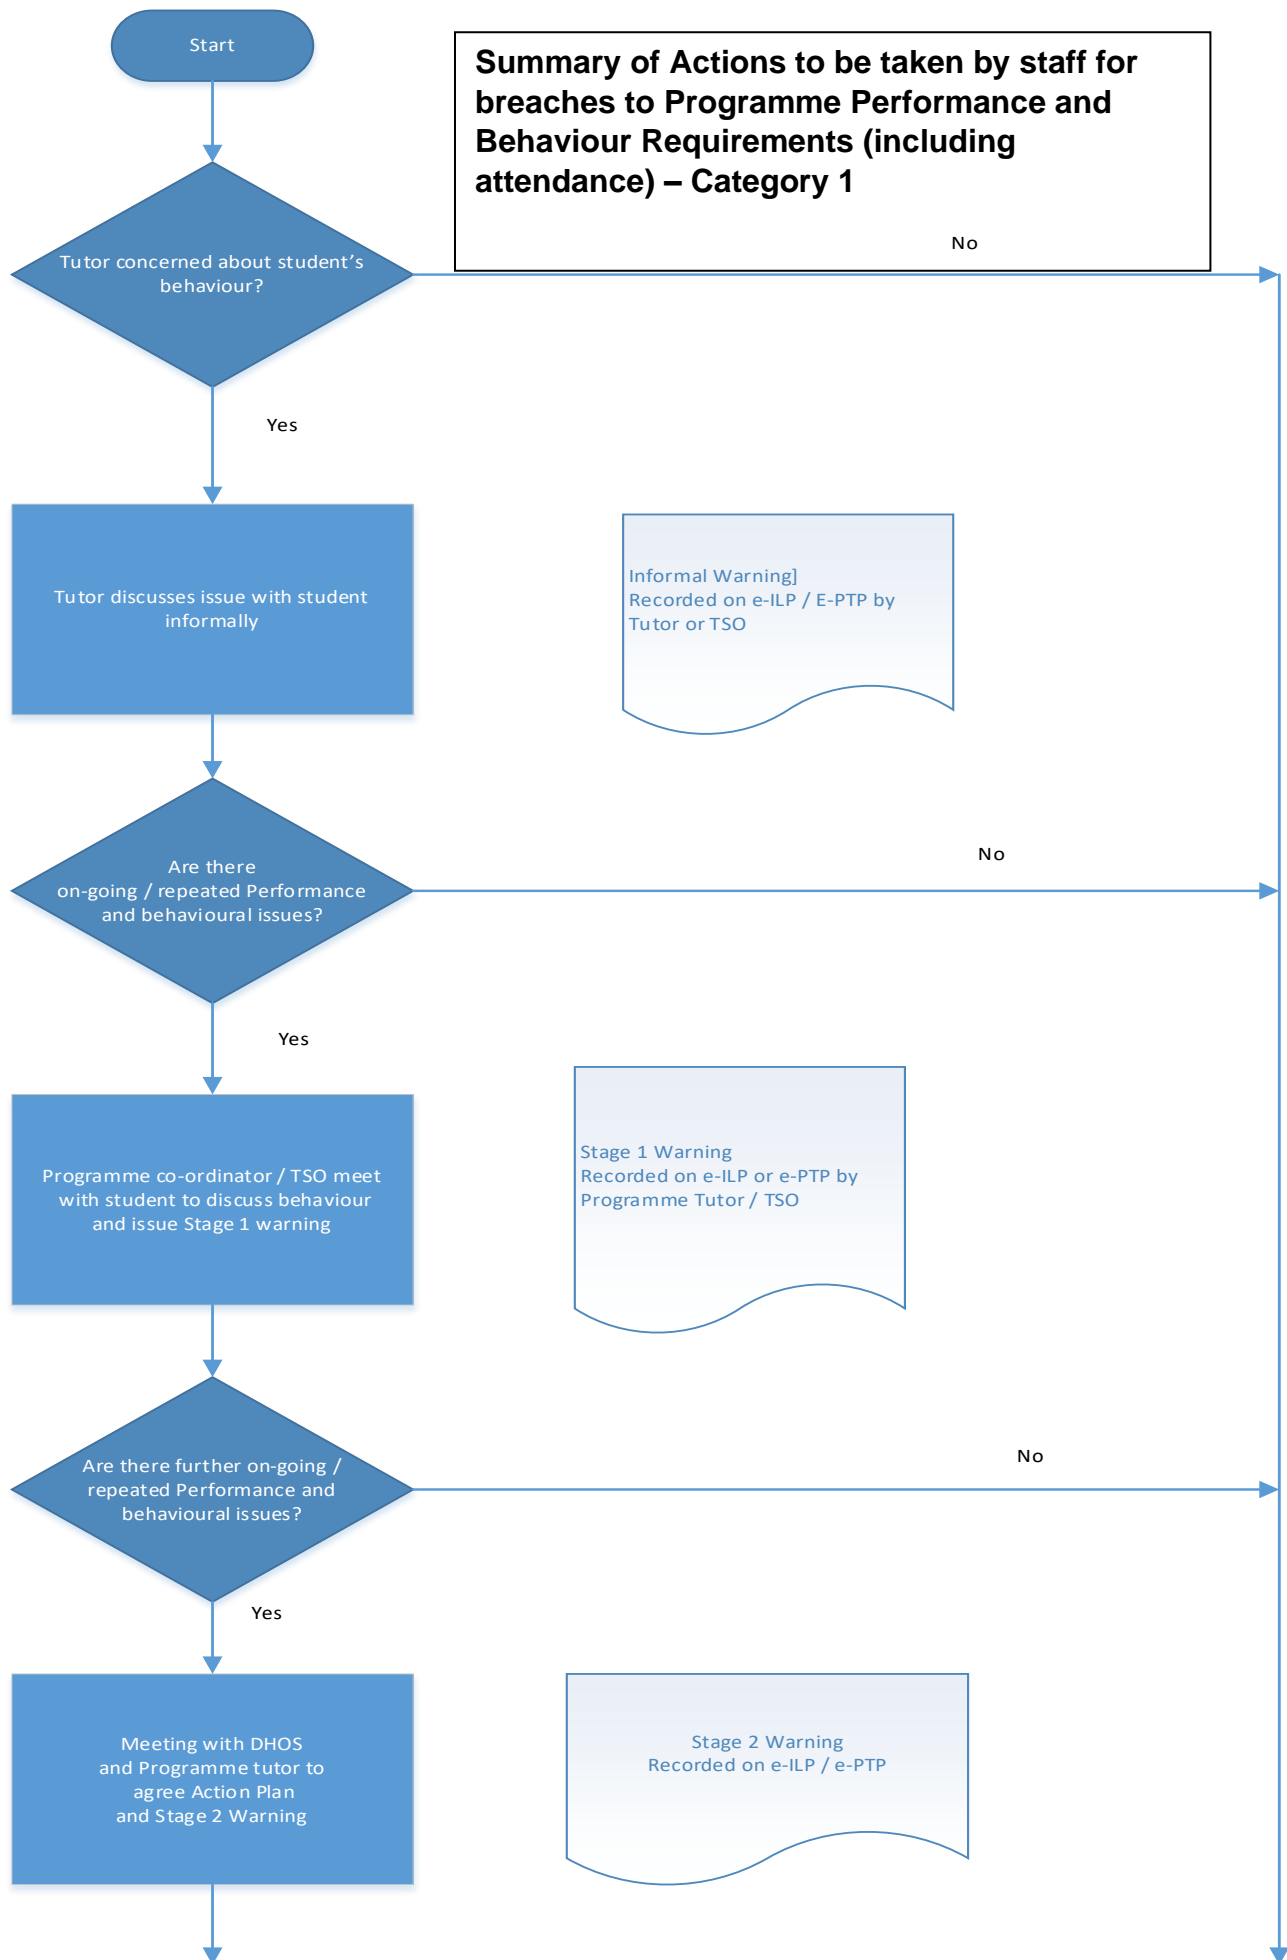 Start
Summary of Actions to be taken by staff for
breaches to Programme Performance and
Behaviour Requirements (including
attendance) – Category 1
No
Tutor concerned about student's
behaviour?
Yes
Tutor discusses issue with student
informally
Informal Warning]
Recorded on e-ILP / E-PTP by
Tutor or TSO
Are there
on-going / repeated Performance
and behavioural issues?
No
Yes
Programme co-ordinator / TSO meet
with student to discuss behaviour
and issue Stage 1 warning
Stage 1 Warning
Recorded on e-ILP or e-PTP by
Programme Tutor / TSO
Are there further on-going /
repeated Performance and
behavioural issues?
No
Yes
Meeting with DHOS
and Programme tutor to
agree Action Plan
and Stage 2 Warning
Stage 2 Warning
Recorded on e-ILP / e-PTP